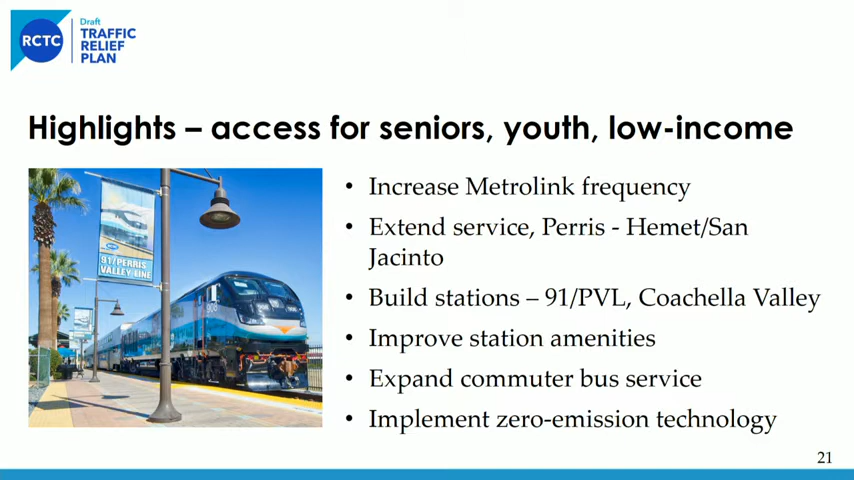 RCTC
Draft
TRAFFIC
RELIEF
PLAN
Highlights – access for seniors, youth, low-income
91/PERRIS
VALLEY LINE
• Increase Metrolink frequency
• Extend service, Perris - Hemet/San
Jacinto
• Build stations – 91/PVL, Coachella Valley
• Improve station amenities
• Expand commuter bus service
• Implement zero-emission technology
21